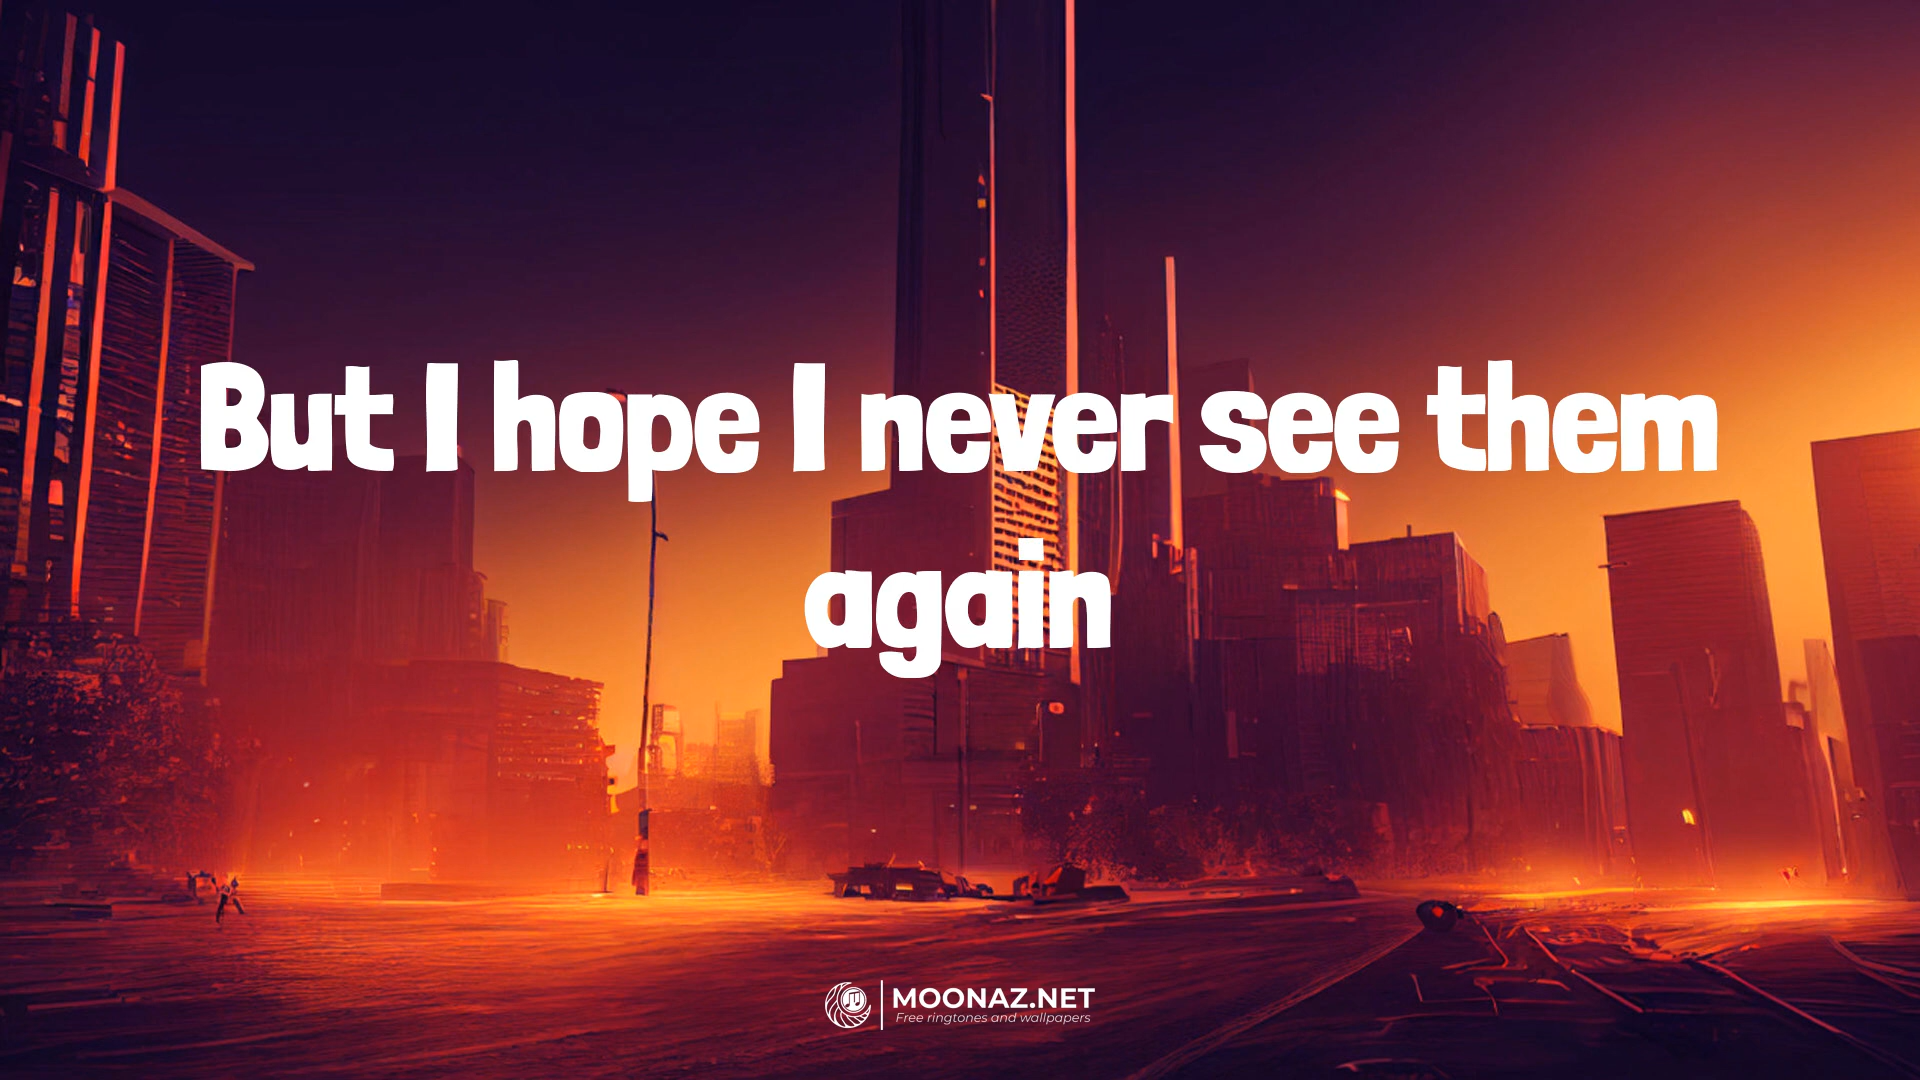 But I hope I never see them
again
MOONAZ.NET
Free ringtones and wallpapers